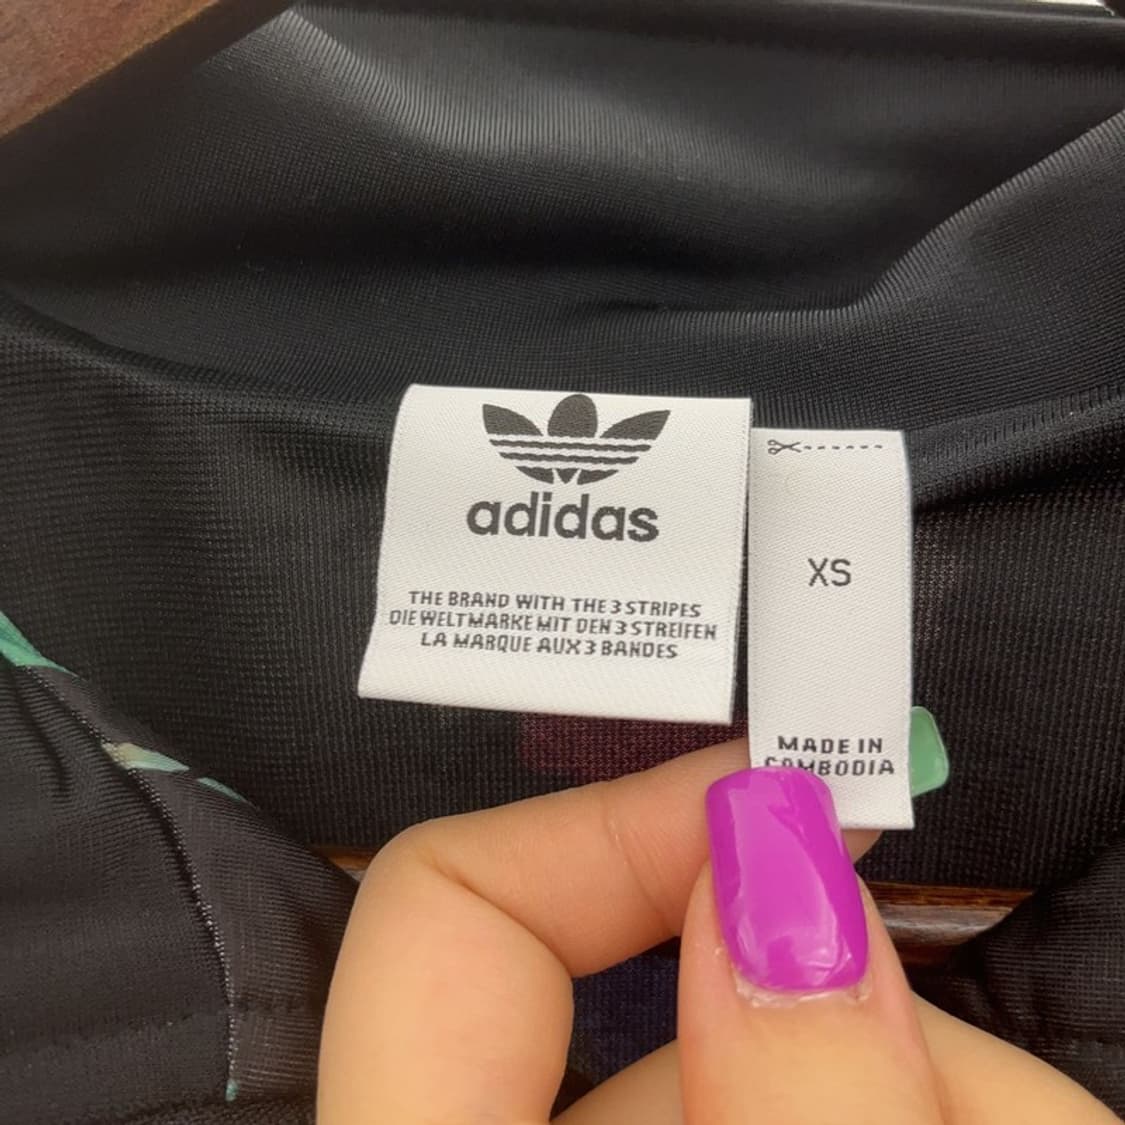 adidas
THE BRAND WITH THE 3 STRIPES
DIE WELTMARKE MIT DEN 3 STREIFEN
LA MARQUE AUX 3 BANDES
XS
MADE IN
CAMBODIA